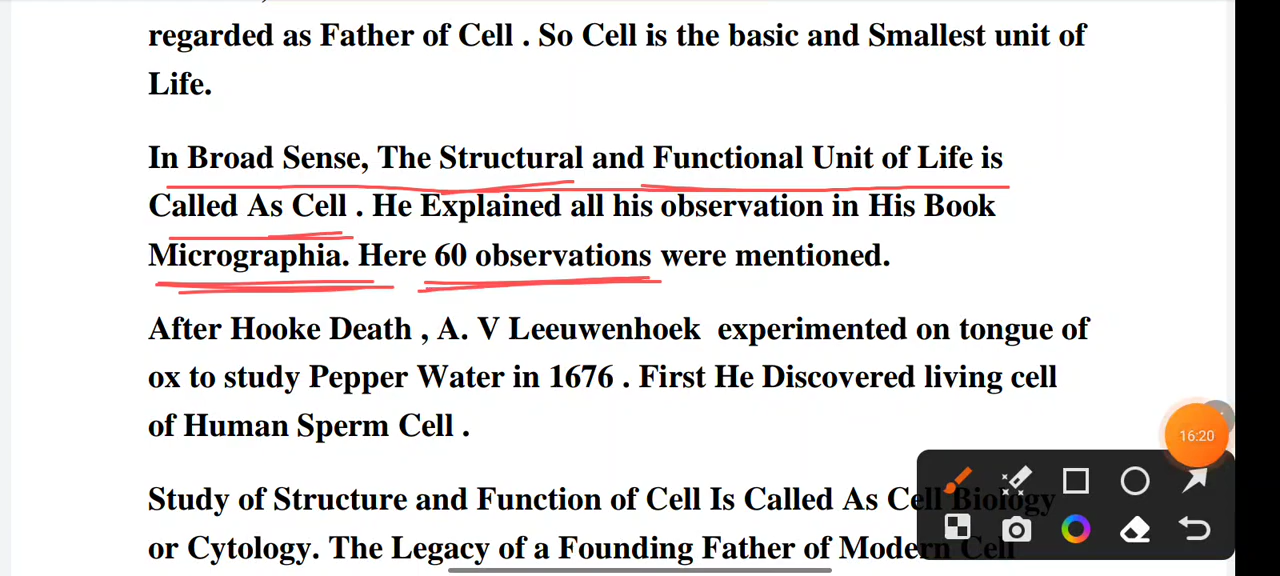 regarded as Father of Cell . So Cell is the basic and Smallest unit of
Life.
In Broad Sense, The Structural and Functional Unit of Life is
Called As Cell . He Explained all his observation in His Book
Micrographia. Here 60 observations were mentioned.
After Hooke Death , A. V Leeuwenhoek experimented on tongue of
ox to study Pepper Water in 1676 . First He Discovered living cell
of Human Sperm Cell .
16:20
Study of Structure and Function of Cell Is Called As Cell Biology
or Cytology. The Legacy of a Founding Father of Modern Cell